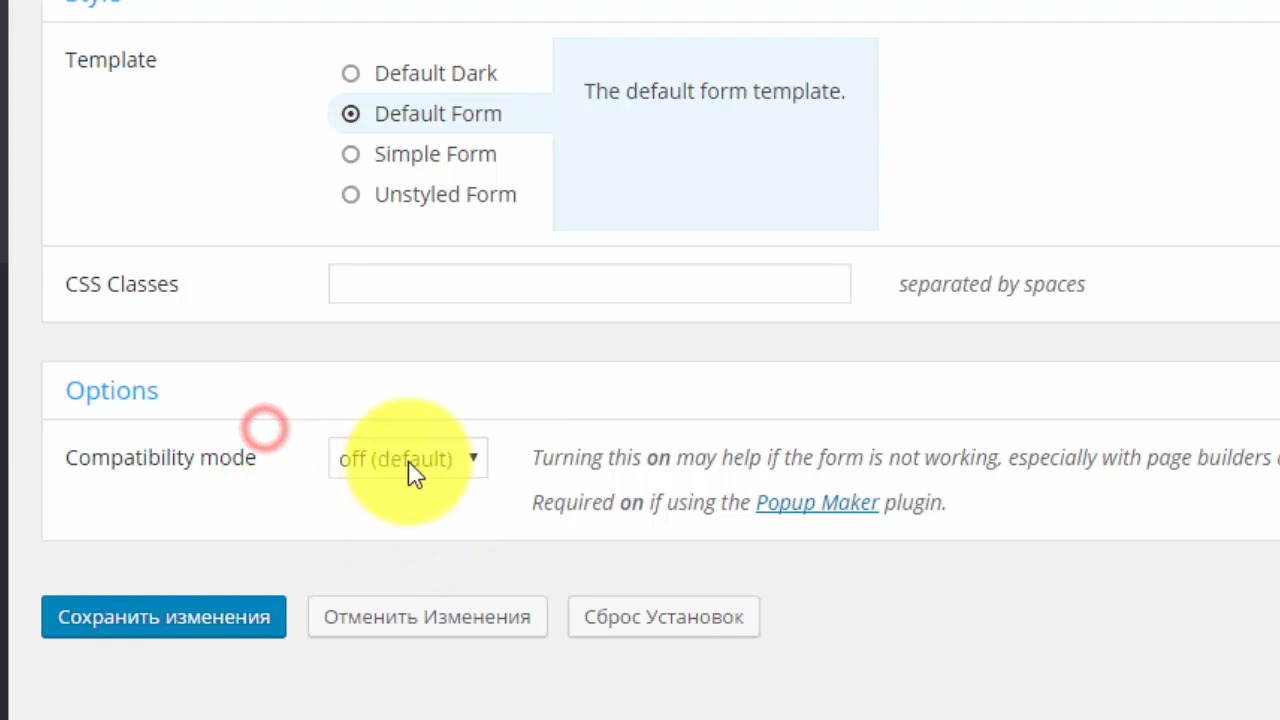 Style
Template
Default Dark
Default Form
Simple Form
Unstyled Form
The default form template.
CSS Classes
separated by spaces
Options
Compatibility mode
off (default)
Turning this on may help if the form is not working, especially with page builders
Required on if using the Popup Maker plugin.
Сохранить изменения
Отменить Изменения
Сброс Установок